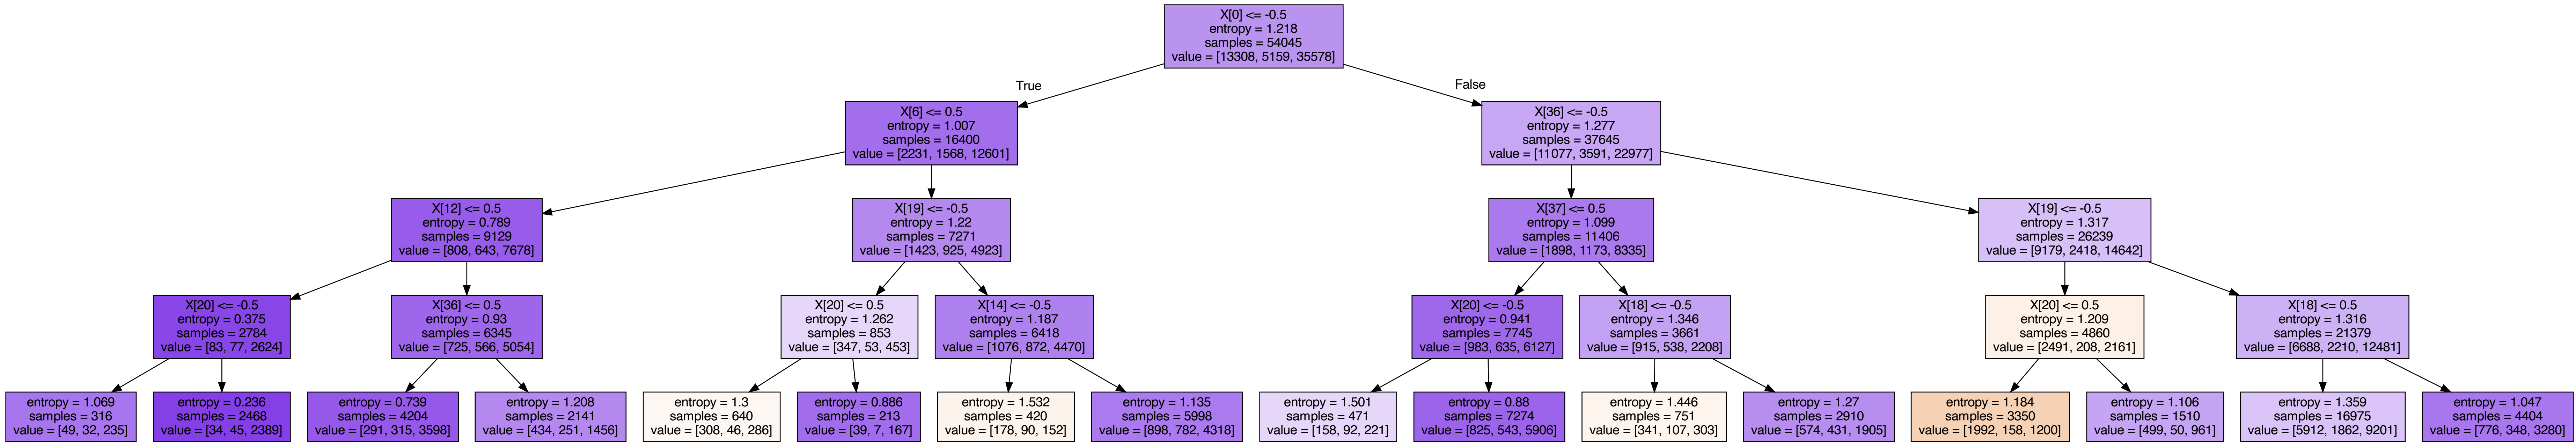 X[0] <= -0.5
entropy = 1.218
samples = 54045
value = [13308, 5159, 35578]
True
False
X[6] <= 0.5
entropy = 1.007
samples = 16400
value = [2231, 1568, 12601]
X[36] <= -0.5
entropy = 1.277
samples = 37645
value = [11077, 3591, 22977]
X[12] <= 0.5
entropy = 0.789
samples = 9129
value = [808, 643, 7678]
X[19] <= -0.5
entropy = 1.22
samples = 7271
value = [1423, 925, 4923]
X[37] <= 0.5
entropy = 1.099
samples = 11406
value = [1898, 1173, 8335]
X[19] <= -0.5
entropy = 1.317
samples = 26239
value = [9179, 2418, 14642]
X[20] <= -0.5
entropy = 0.375
samples = 2784
value = [83, 77, 2624]
X[36] <= 0.5
entropy = 0.93
samples = 6345
value = [725, 566, 5054]
X[20] <= 0.5
entropy = 1.262
samples = 853
value = [347, 53, 453]
X[14] <= -0.5
entropy = 1.187
samples = 6418
value = [1076, 872, 4470]
X[20] <= -0.5
entropy = 0.941
samples = 7745
value = [983, 635, 6127]
X[18] <= -0.5
entropy = 1.346
samples = 3661
value = [915, 538, 2208]
X[20] <= 0.5
entropy = 1.209
samples = 4860
value = [2491, 208, 2161]
X[18] <= 0.5
entropy = 1.316
samples = 21379
value = [6688, 2210, 12481]
entropy = 1.069
samples = 316
value = [49, 32, 235]
entropy = 0.236
samples = 2468
value = [34, 45, 2389]
entropy = 0.739
samples = 4204
value = [291, 315, 3598]
entropy = 1.208
samples = 2141
value = [434, 251, 1456]
entropy = 1.3
samples = 640
value = [308, 46, 286]
entropy = 0.886
samples = 213
value = [39, 7, 167]
entropy = 1.532
samples = 420
value = [178, 90, 152]
entropy = 1.135
samples = 5998
value = [898, 782, 4318]
entropy = 1.501
samples = 471
value = [158, 92, 221]
entropy = 0.88
samples = 7274
value = [825, 543, 5906]
entropy = 1.446
samples = 751
value = [341, 107, 303]
entropy = 1.27
samples = 2910
value = [574, 431, 1905]
entropy = 1.184
samples = 3350
value = [1992, 158, 1200]
entropy = 1.106
samples = 1510
value = [499, 50, 961]
entropy = 1.359
samples = 16975
value = [5912, 1862, 9201]
entropy = 1.047
samples = 4404
value = [776, 348, 3280]